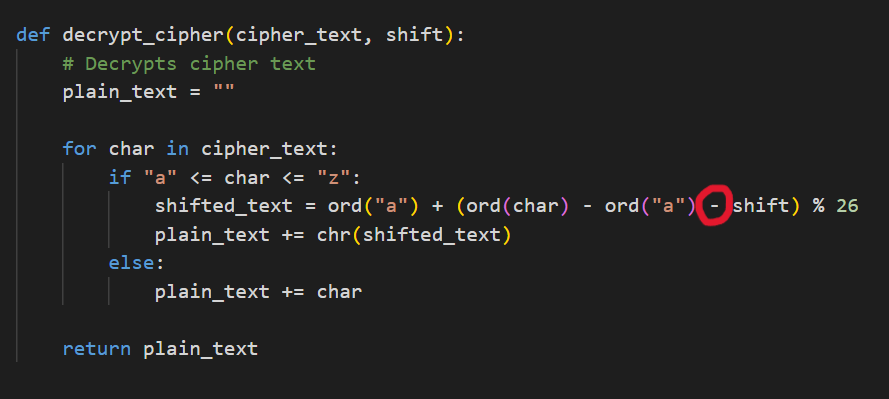 def decrypt_cipher(cipher_text, shift):
    # Decrypts cipher text
    plain_text = ""

    for char in cipher_text:
        if "a" <= char <= "z":
            shifted_text = ord("a") + (ord(char) - ord("a") - shift) % 26
            plain_text += chr(shifted_text)
        else:
            plain_text += char

    return plain_text